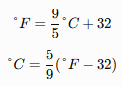 °F = 9/5 °C + 32
°C = 5/9 (°F − 32)